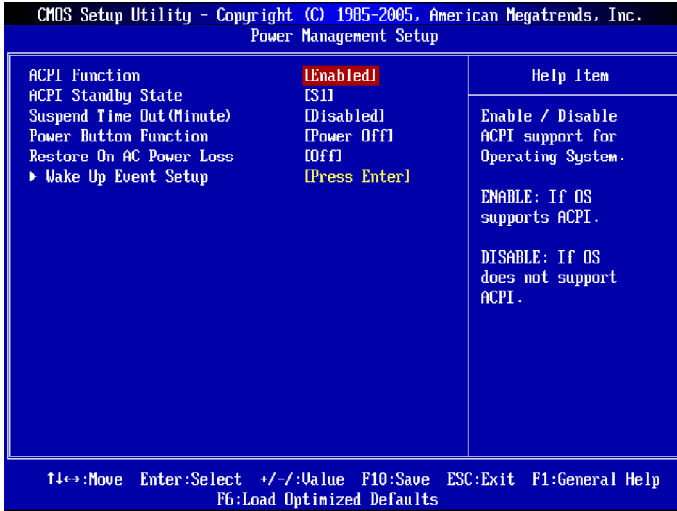 CMOS Setup Utility - Copyright (C) 1985-2005, American Megatrends, Inc.
Power Management Setup
ACPI Function [Enabled]
ACPI Standby State [S1]
Suspend Time Out(Minute) [Disabled]
Power Button Function [Power Off]
Restore On AC Power Loss [Off]
▶ Wake Up Event Setup [Press Enter]
Help Item
Enable / Disable
ACPI support for
Operating System.
ENABLE: If OS
supports ACPI.
DISABLE: If OS
does not support
ACPI.
↑↓↔:Move Enter:Select +/-/:Value F10:Save ESC:Exit F1:General Help
F6:Load Optimized Defaults